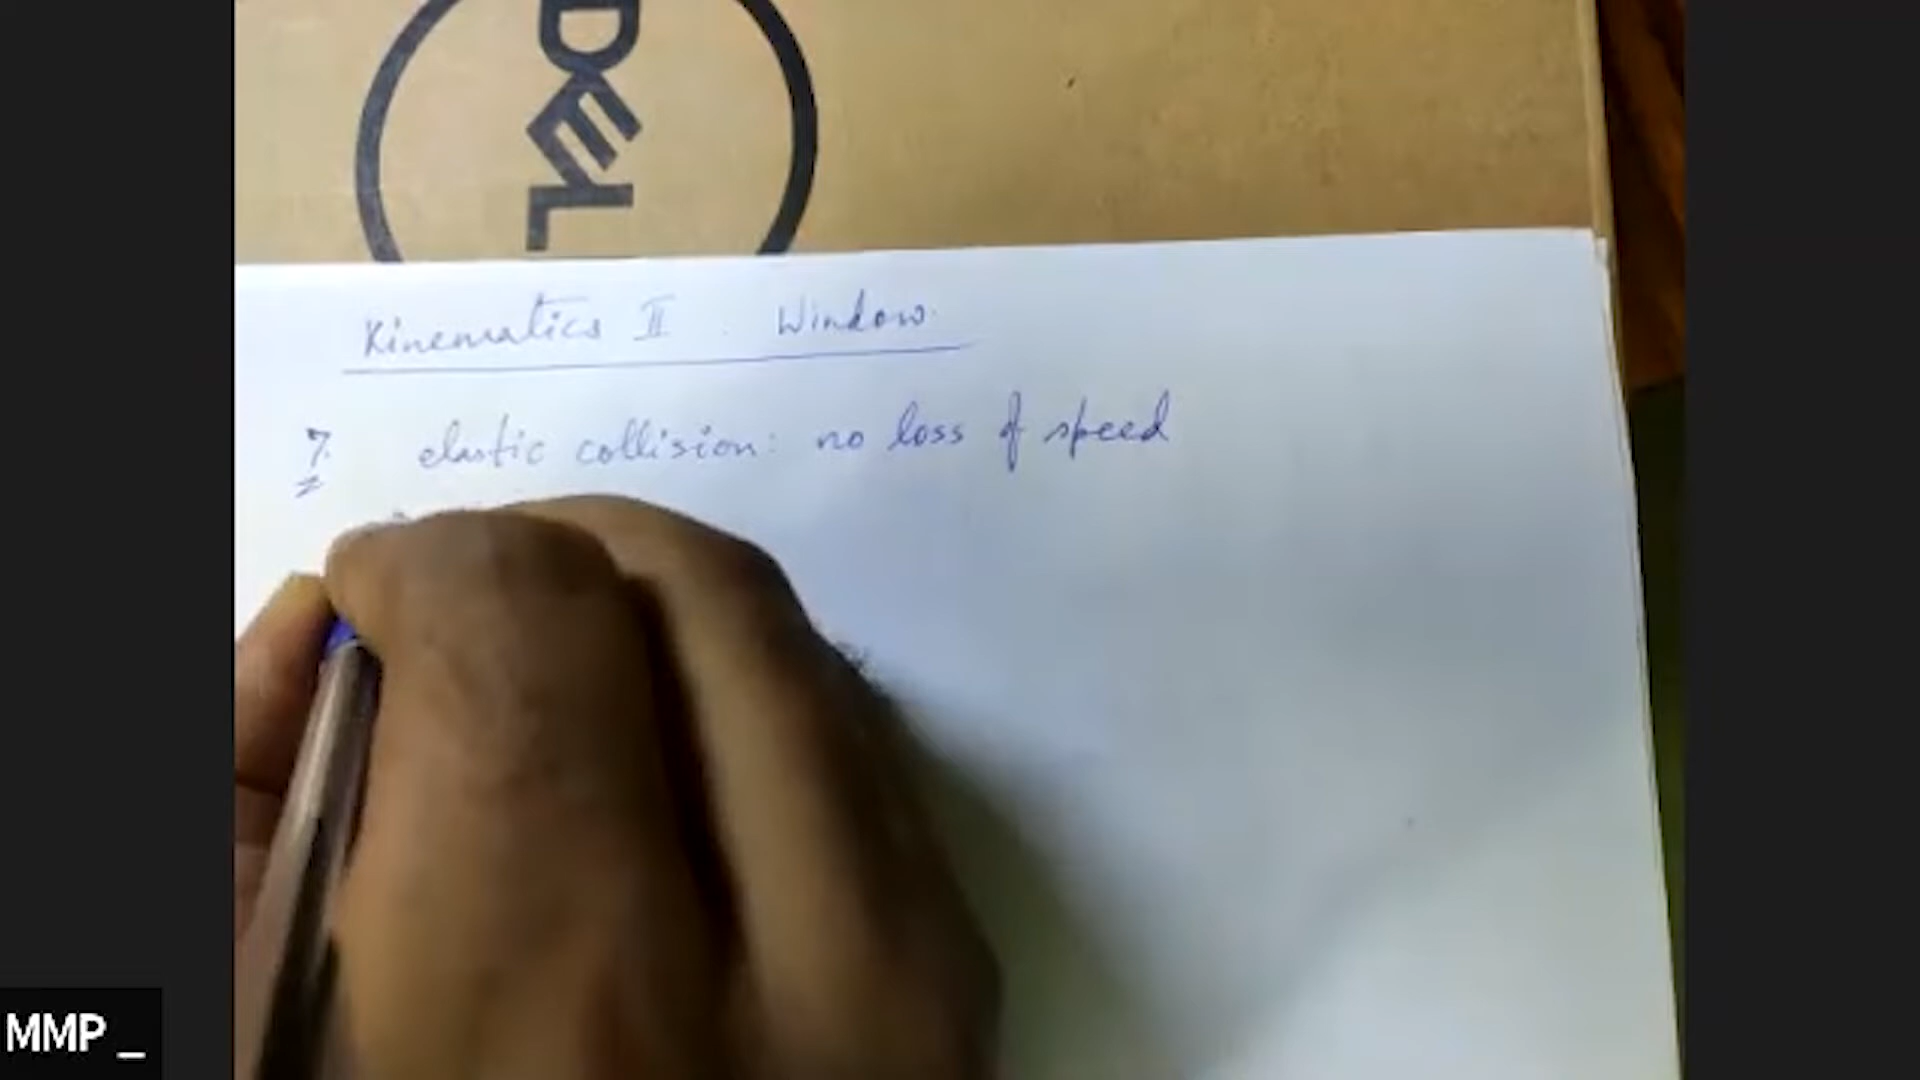 DELL
Kinematics II . Window.
7. elastic collision: no loss of speed
MMP _